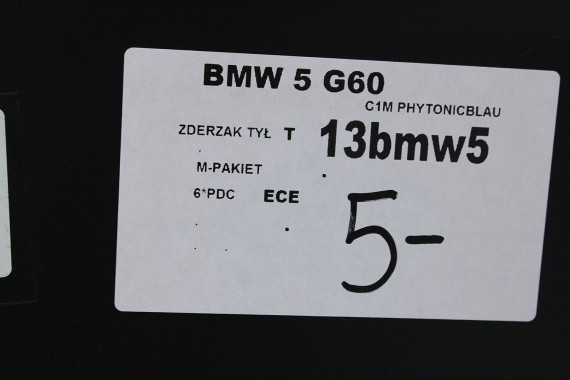 BMW 5 G60
C1M PHYTONICBLAU
ZDERZAK TYŁ T 13bmw5
M-PAKIET
6*PDC ECE
5-